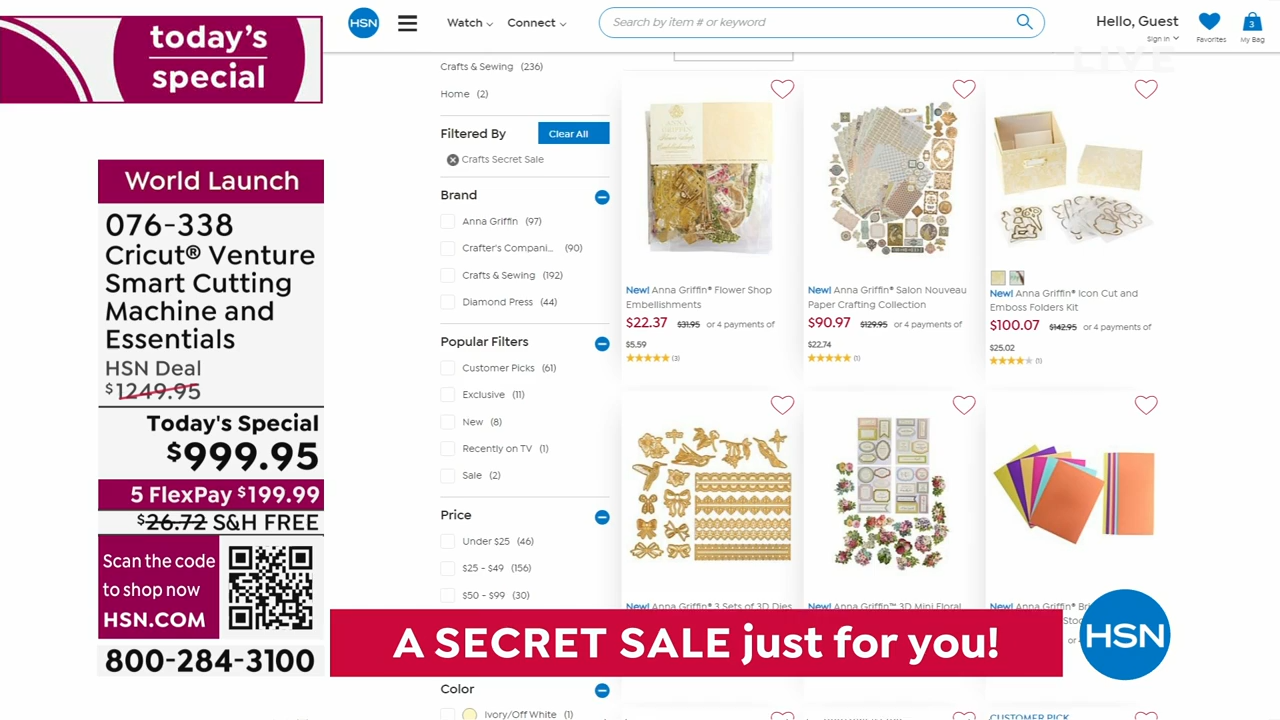 today's
special
World Launch
076-338
Cricut® Venture
Smart Cutting
Machine and
Essentials
HSN Deal
$1249.95
Today's Special
$999.95
5 FlexPay $199.99
$26.72 S&H FREE
Scan the code
to shop now
HSN.COM
800-284-3100
HSN
Watch
Connect
Search by item # or keyword
Hello, Guest
Sign In
Favorites
3
My Bag
LIVE
Crafts & Sewing (236)
Home (2)
Filtered By
Clear All
Crafts Secret Sale
Brand
Anna Griffin (97)
Crafter's Compani... (90)
Crafts & Sewing (192)
Diamond Press (44)
Popular Filters
Customer Picks (61)
Exclusive (11)
New (8)
Recently on TV (1)
Sale (2)
Price
Under $25 (46)
$25 - $49 (156)
$50 - $99 (30)
Color
Ivory/Off White (1)
ANNA
GRIFFIN
New! Anna Griffin® Flower Shop
Embellishments
$22.37 $31.95 or 4 payments of
$5.59
(3)
New! Anna Griffin® Salon Nouveau
Paper Crafting Collection
$90.97 $129.95 or 4 payments of
$22.74
(1)
New! Anna Griffin® Icon Cut and
Emboss Folders Kit
$100.07 $142.95 or 4 payments of
$25.02
(1)
New! Anna Griffin® 3 Sets of 3D Dies
New! Anna Griffin™ 3D Mini Floral
New! Anna Griffin®
or 4
A SECRET SALE just for you!
HSN
CUSTOMER PICK